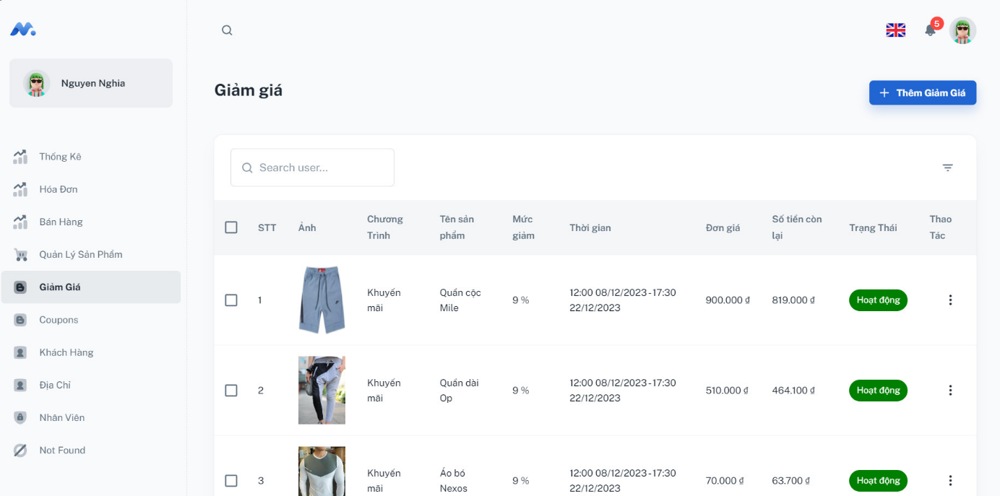 5
Nguyen Nghia
Giảm giá
Thêm Giảm Giá
Thống Kê
Hóa Đơn
Bán Hàng
Quản Lý Sản Phẩm
Giảm Giá
Coupons
Khách Hàng
Địa Chỉ
Nhân Viên
Not Found
Search user...
STT
Ảnh
Chương
Trình
Tên sản
phẩm
Mức
giảm
Thời gian
Đơn giá
Số tiền còn
lại
Trạng Thái
Thao
Tác
1
Khuyến
mãi
Quần cộc
Mile
9 %
12:00 08/12/2023 - 17:30
22/12/2023
900.000 ₫
819.000 ₫
Hoạt động
2
Khuyến
mãi
Quần dài
Op
9 %
12:00 08/12/2023 - 17:30
22/12/2023
510.000 ₫
464.100 ₫
Hoạt động
3
Khuyến
mãi
Áo bó
Nexos
9 %
12:00 08/12/2023 - 17:30
22/12/2023
70.000 ₫
63.700 ₫
Hoạt động